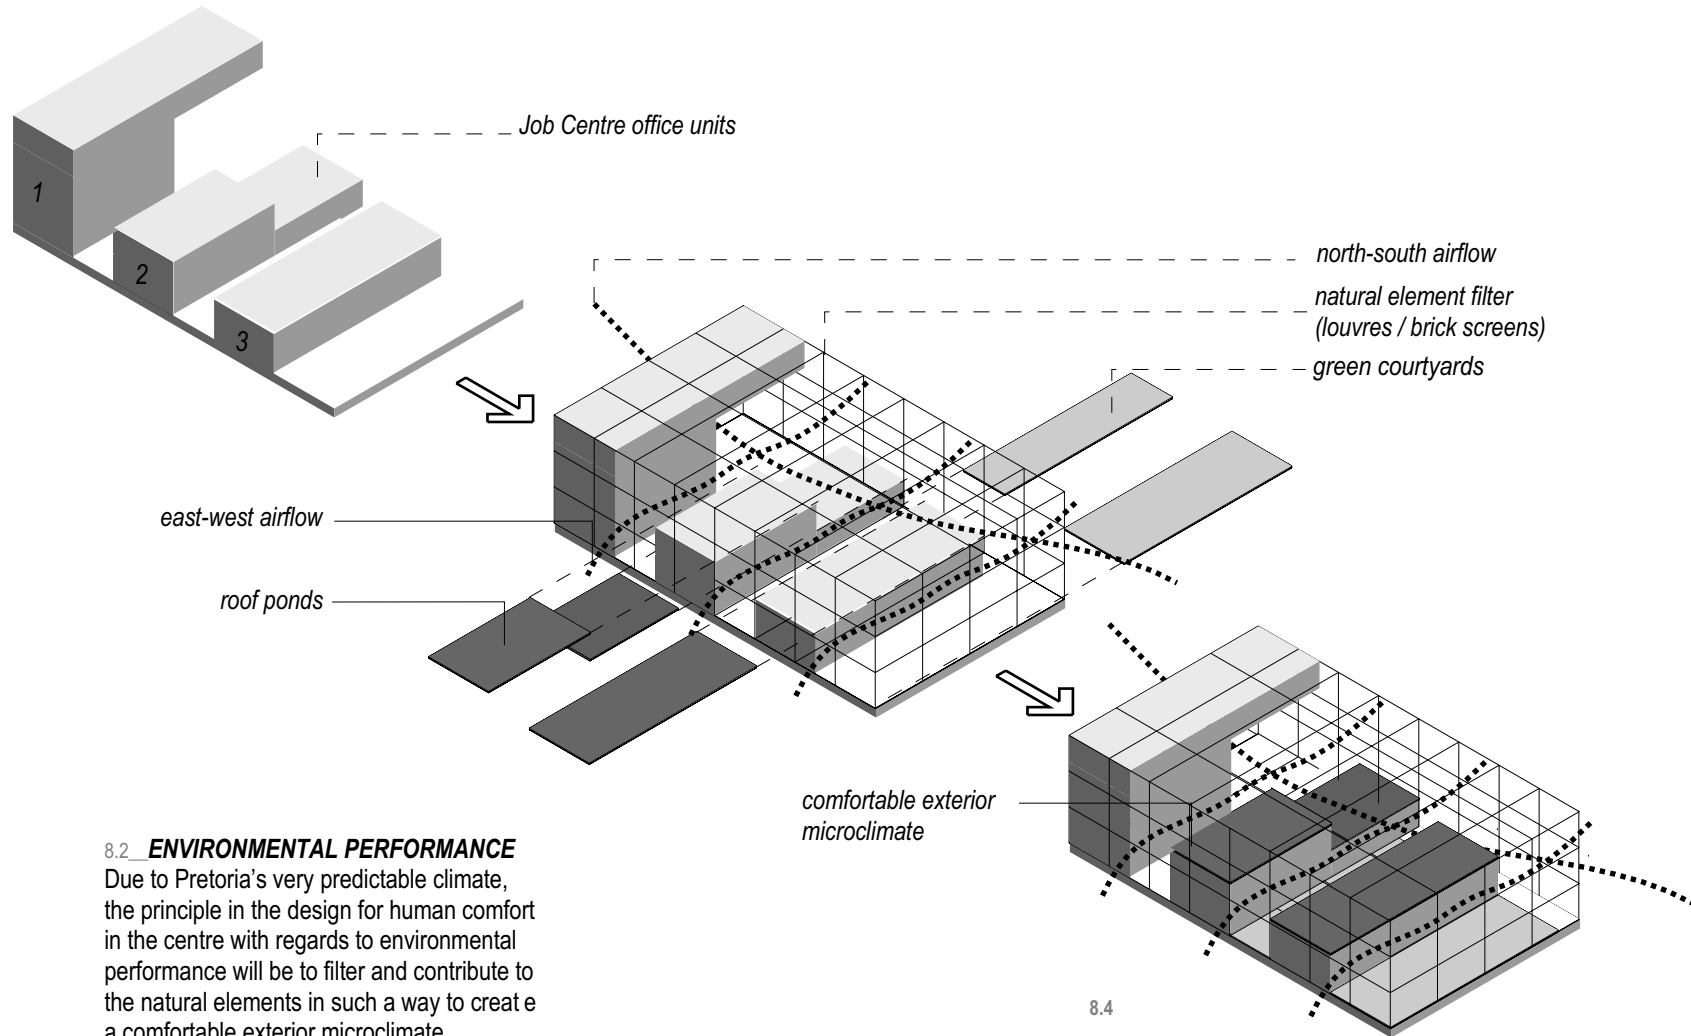 Job Centre office units
1
2
3
north-south airflow
natural element filter
(louvres / brick screens)
green courtyards
east-west airflow
roof ponds
comfortable exterior
microclimate
8.2__ENVIRONMENTAL PERFORMANCE
Due to Pretoria's very predictable climate,
the principle in the design for human comfort
in the centre with regards to environmental
performance will be to filter and contribute to
the natural elements in such a way to creat e
a comfortable exterior microclimate
8.4